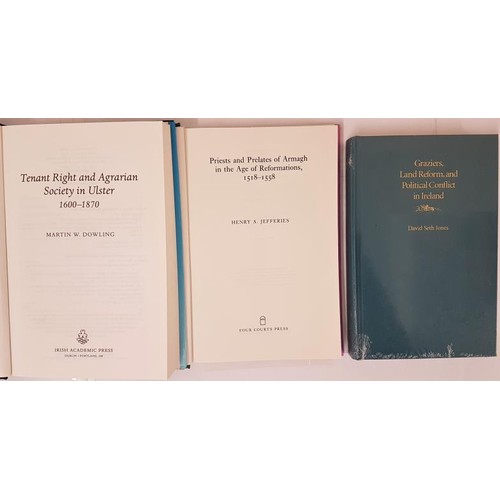 Tenant Right and Agrarian
Society in Ulster
1600–1870
MARTIN W. DOWLING
IRISH ACADEMIC PRESS
Priests and Prelates of Armagh
in the Age of Reformations,
1518–1558
HENRY A. JEFFERIES
FOUR COURTS PRESS
Graziers,
Land Reform, and
Political Conflict
in Ireland
David Seth Jones